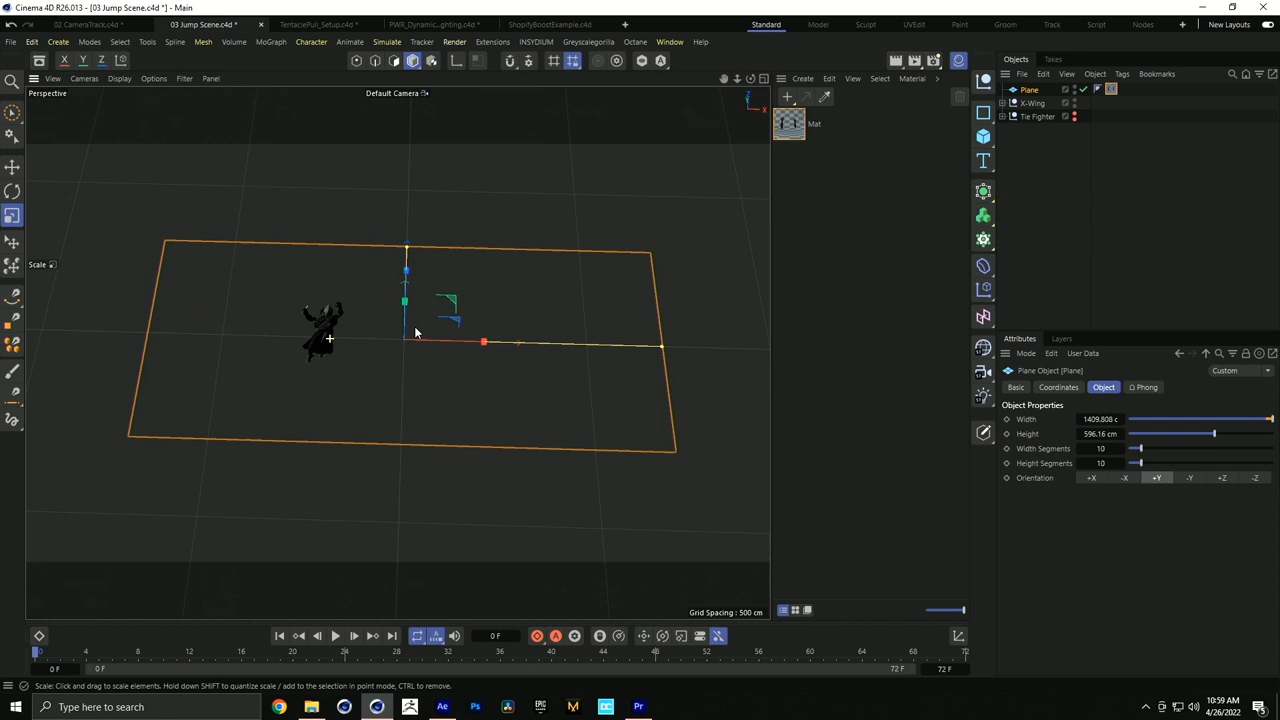 Cinema 4D R26.013 - [03 Jump Scene.c4d *] - Main
02 CameraTrack.c4d *
03 Jump Scene.c4d *
TentaclePull_Setup.c4d *
PWR_Dynamic...ghting.c4d *
ShopifyBoostExample.c4d
Standard
Model
Sculpt
UVEdit
Paint
Groom
Track
Script
Nodes
New Layouts
File Edit Create Modes Select Tools Spline Mesh Volume MoGraph Character Animate Simulate Tracker Render Extensions INSYDIUM Greyscalegorilla Octane Window Help
X Y Z
View Cameras Display Options Filter Panel
Create Edit View Select Material
Objects Takes
File Edit View Object Tags Bookmarks
Perspective
Default Camera
X
Mat
Plane
X-Wing
Tie Fighter
Scale
Attributes Layers
Mode Edit User Data
Plane Object [Plane]
Custom
Basic Coordinates Object Phong
Object Properties
Width 1409.808 c
Height 596.16 cm
Width Segments 10
Height Segments 10
Orientation +X -X +Y -Y +Z -Z
Grid Spacing : 500 cm
0 F
0 4 8 12 16 20 24 28 32 36 40 44 48 52 56 60 64 68 72
0 F
0 F
72 F
72 F
Scale: Click and drag to scale elements. Hold down SHIFT to quantize scale / add to the selection in point mode, CTRL to remove.
Type here to search
Ae
Ps
EPIC
M
DC
Pr
10:59 AM
4/26/2022